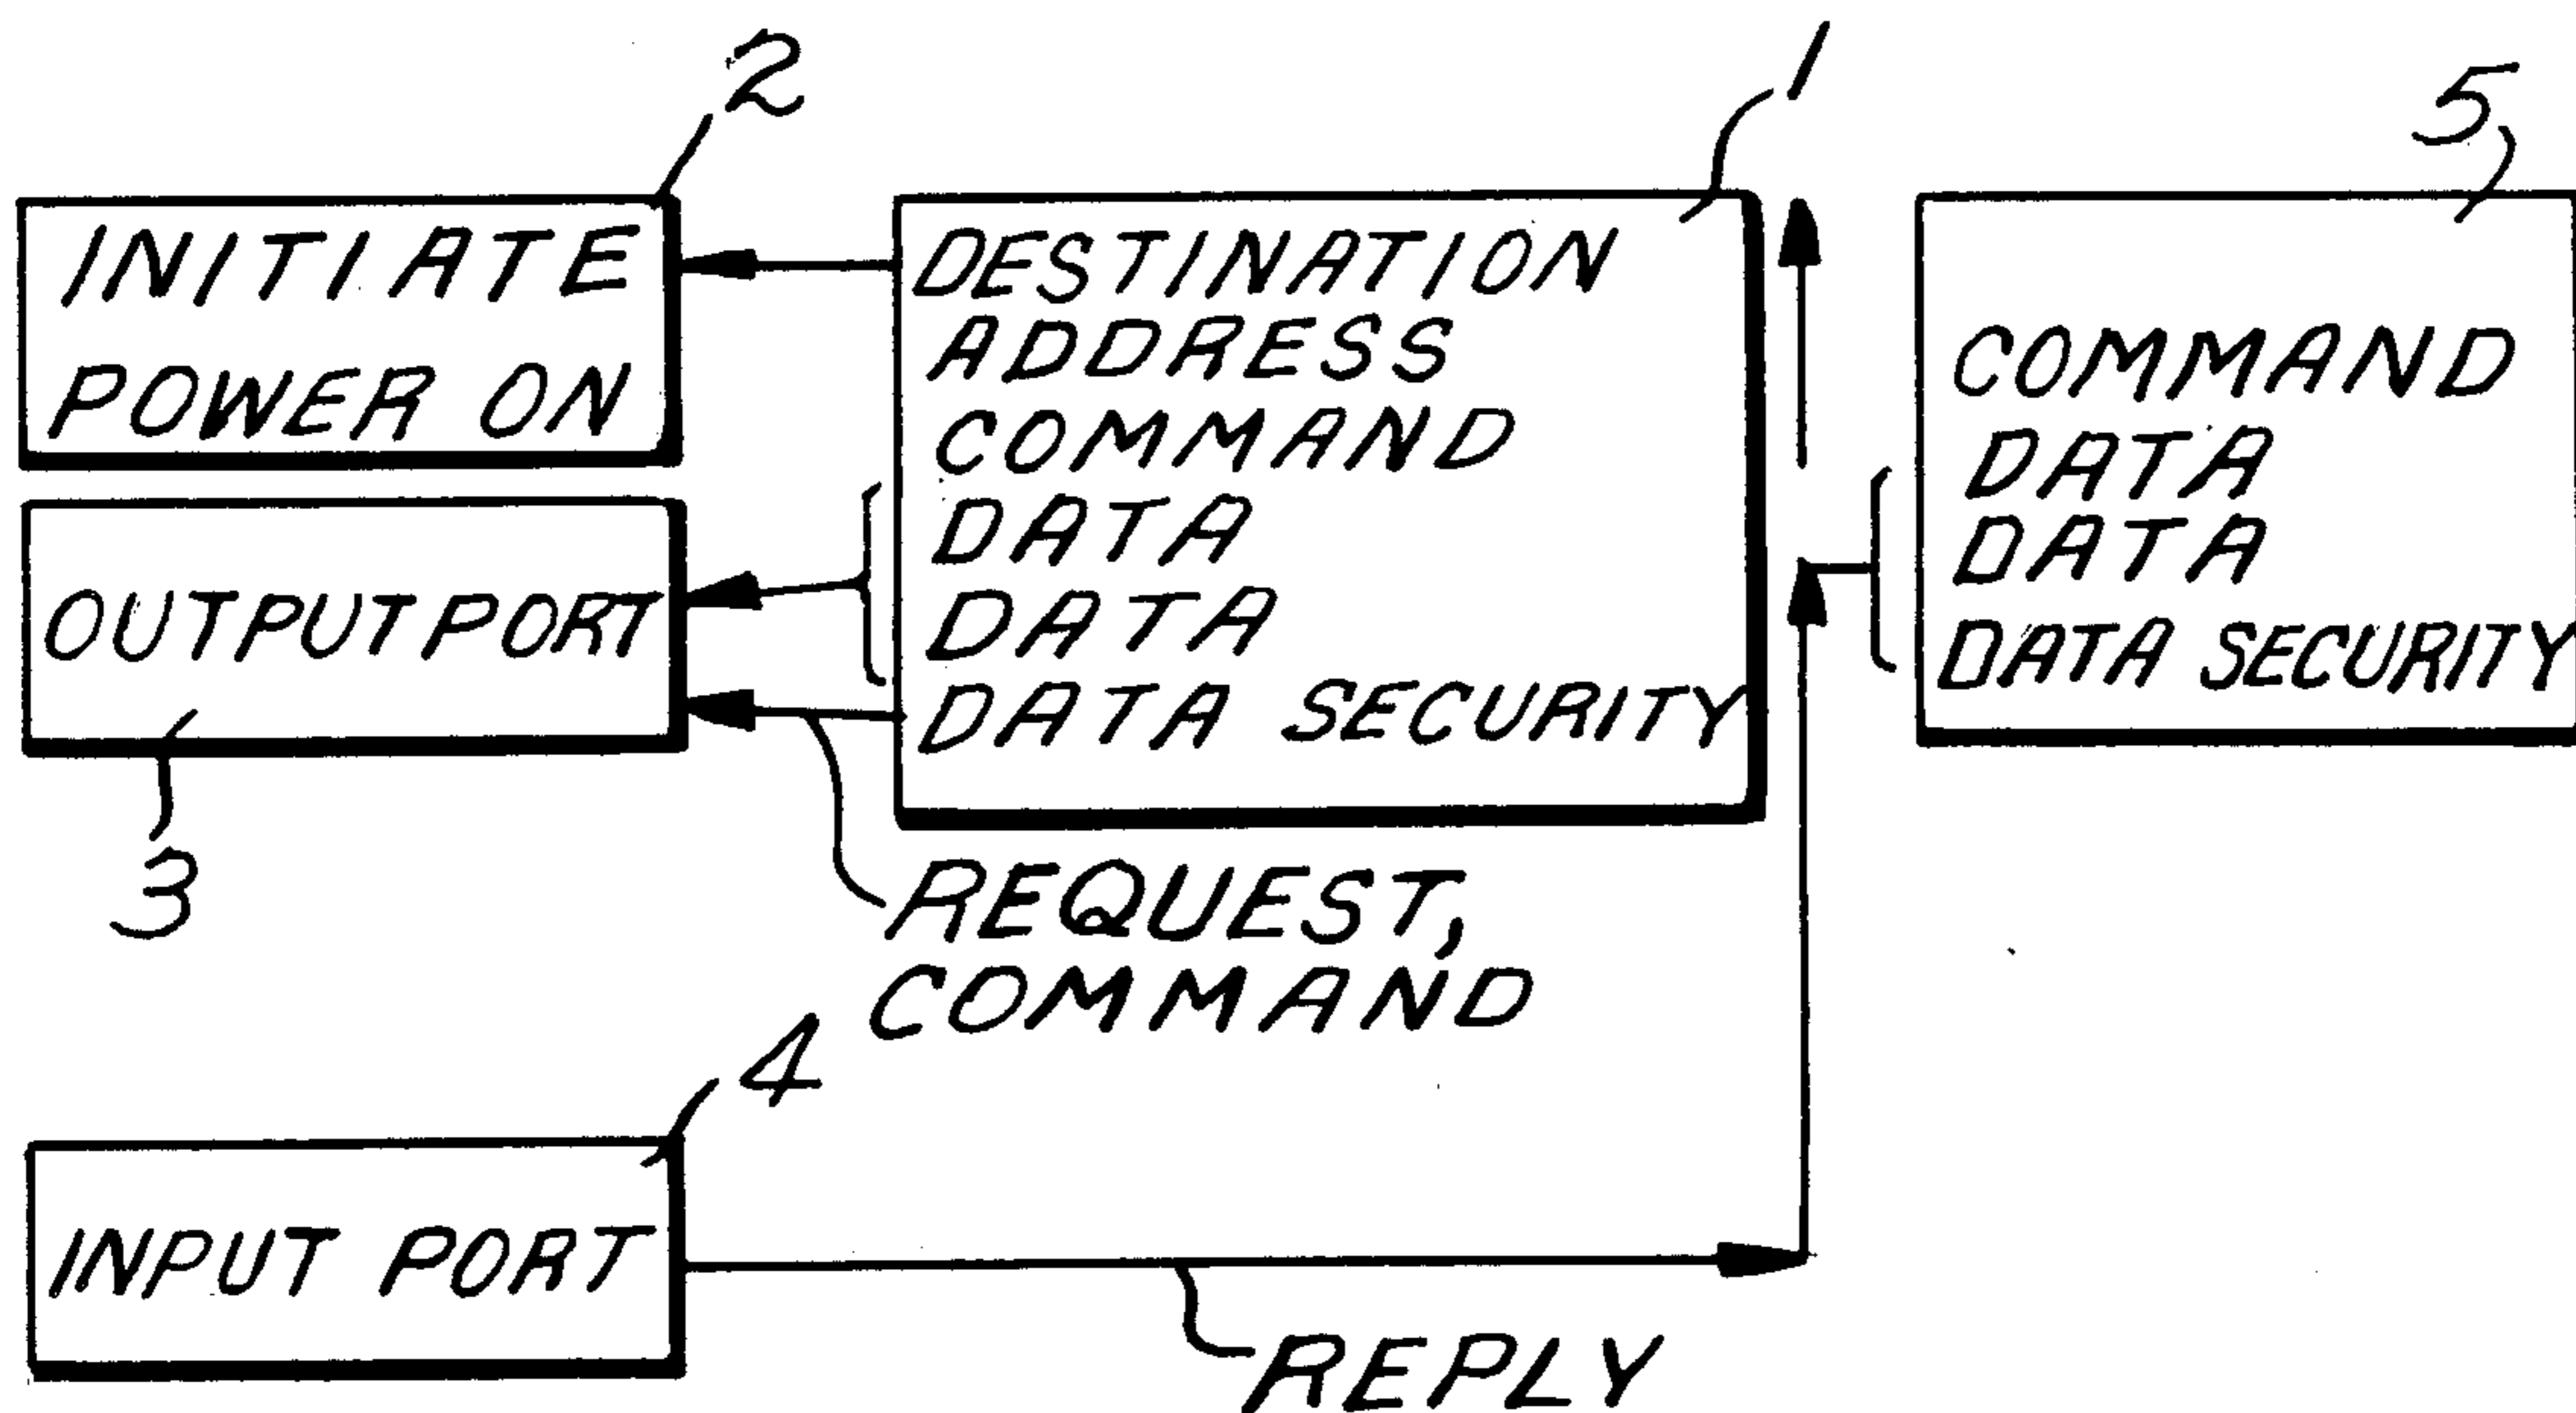 2
1
5
INITIATE
POWER ON
DESTINATION
ADDRESS
COMMAND
DATA
DATA
DATA SECURITY
COMMAND
DATA
DATA
DATA SECURITY
OUTPUT PORT
3
REQUEST,
COMMAND
4
INPUT PORT
REPLY